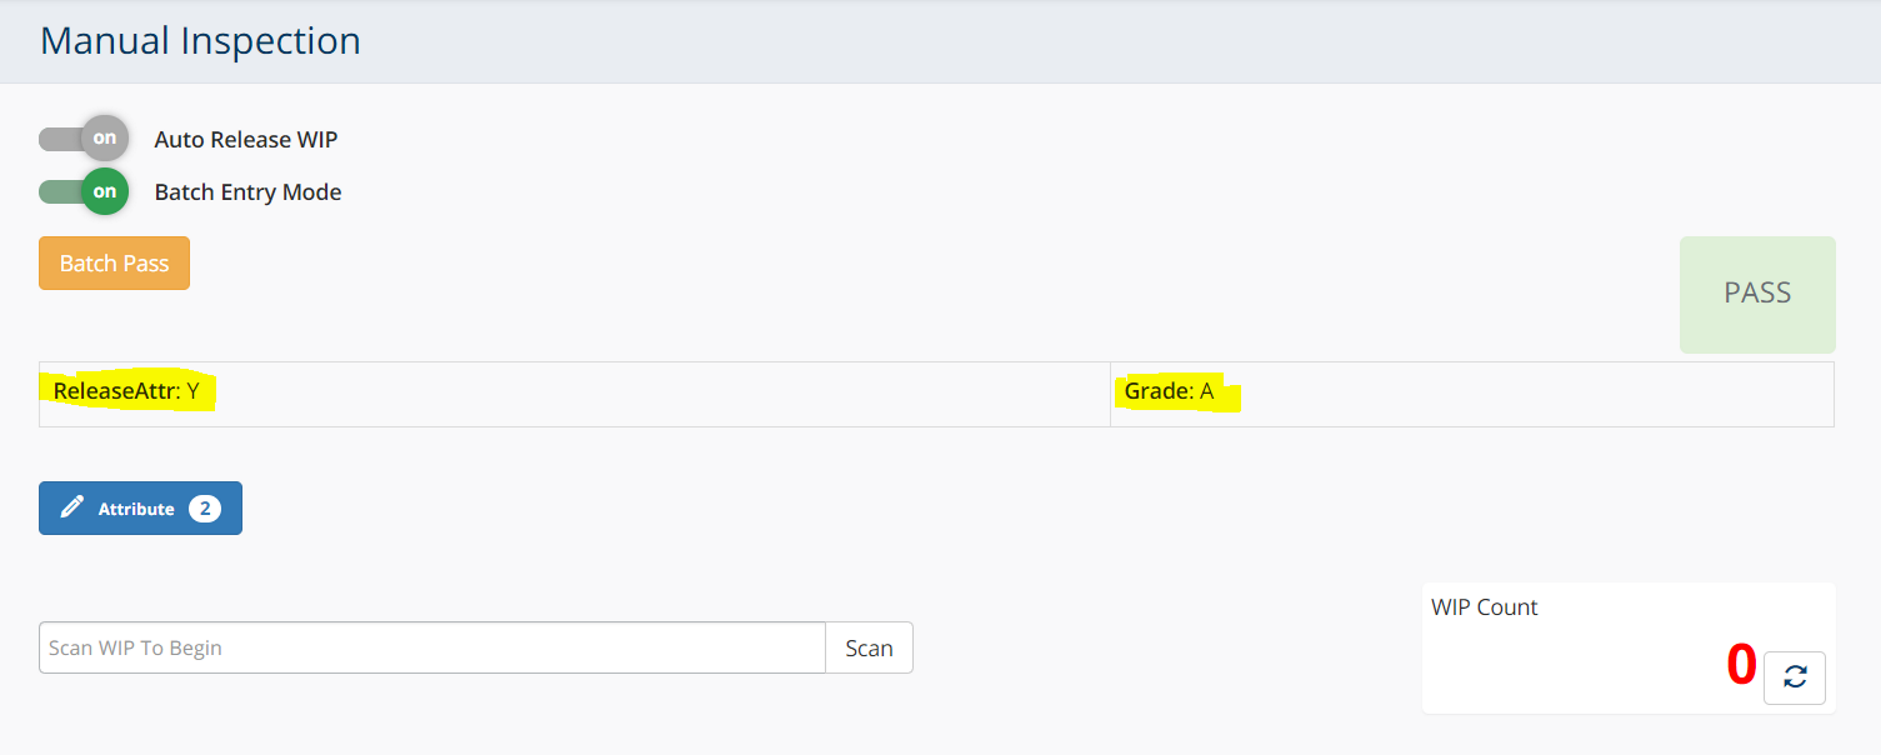 Manual Inspection
on Auto Release WIP
on Batch Entry Mode
Batch Pass
PASS
ReleaseAttr: Y
Grade: A
Attribute 2
WIP Count
Scan WIP To Begin
Scan
0